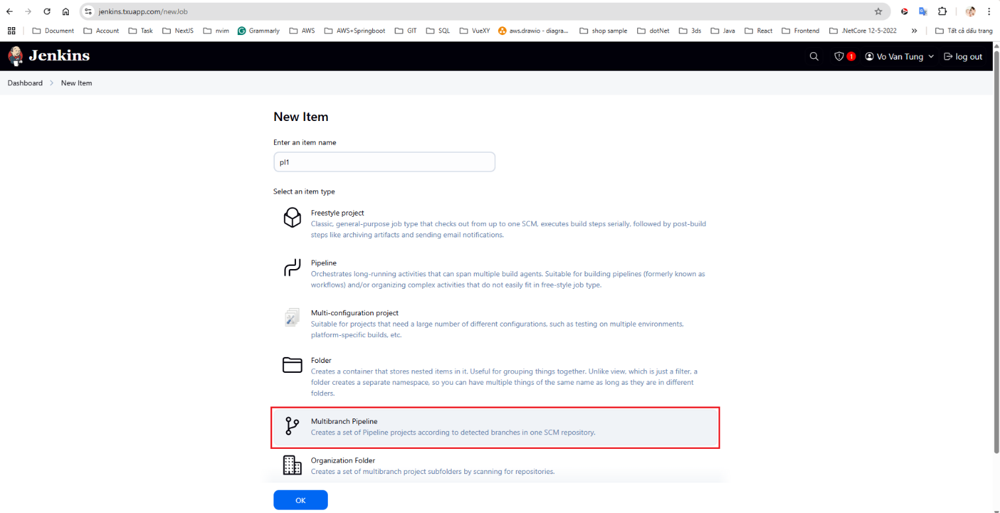 jenkins.txuapp.com/newJob
Document Account Task NextJS nvim Grammarly AWS AWS+Springboot GIT SQL VueXY aws.drawio - diagra... shop sample dotNet 3ds Java React Frontend .NetCore 12-5-2022 » Tất cả dấu trang
Jenkins 1 Vo Van Tung log out
Dashboard New Item
New Item
Enter an item name
pl1
Select an item type
Freestyle project
Classic, general-purpose job type that checks out from up to one SCM, executes build steps serially, followed by post-build
steps like archiving artifacts and sending email notifications.
Pipeline
Orchestrates long-running activities that can span multiple build agents. Suitable for building pipelines (formerly known as
workflows) and/or organizing complex activities that do not easily fit in free-style job type.
Multi-configuration project
Suitable for projects that need a large number of different configurations, such as testing on multiple environments,
platform-specific builds, etc.
Folder
Creates a container that stores nested items in it. Useful for grouping things together. Unlike view, which is just a filter, a
folder creates a separate namespace, so you can have multiple things of the same name as long as they are in different
folders.
Multibranch Pipeline
Creates a set of Pipeline projects according to detected branches in one SCM repository.
Organization Folder
Creates a set of multibranch project subfolders by scanning for repositories.
OK